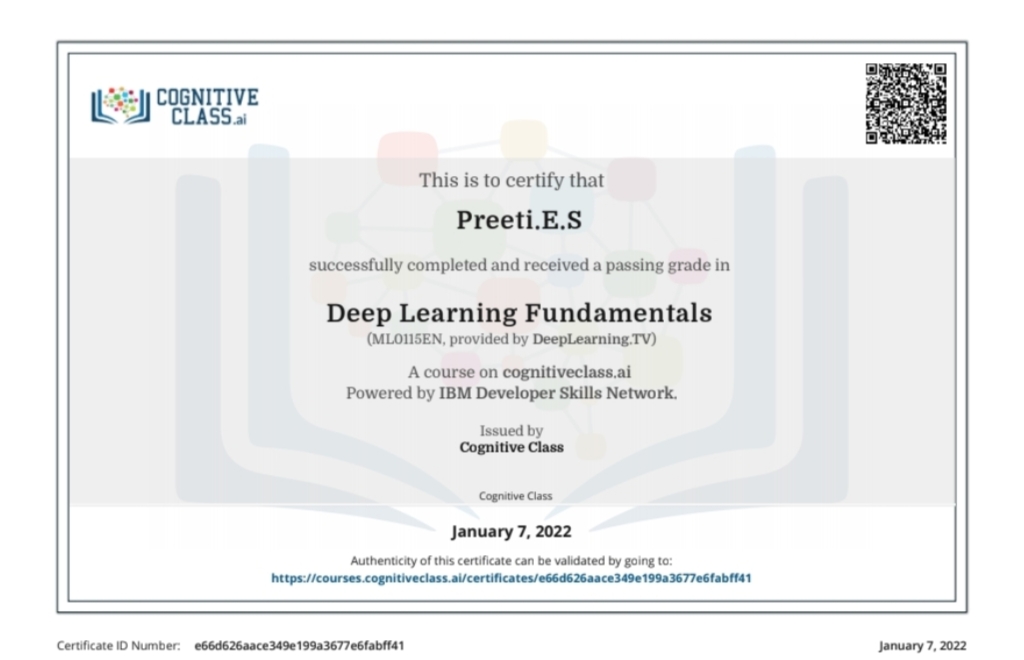 COGNITIVE
CLASS.ai
This is to certify that
Preeti.E.S
successfully completed and received a passing grade in
Deep Learning Fundamentals
(ML0115EN, provided by DeepLearning.TV)
A course on cognitiveclass.ai
Powered by IBM Developer Skills Network.
Issued by
Cognitive Class
Cognitive Class
January 7, 2022
Authenticity of this certificate can be validated by going to:
https://courses.cognitiveclass.ai/certificates/e66d626aace349e199a3677e6fabff41
Certificate ID Number: e66d626aace349e199a3677e6fabff41
January 7, 2022